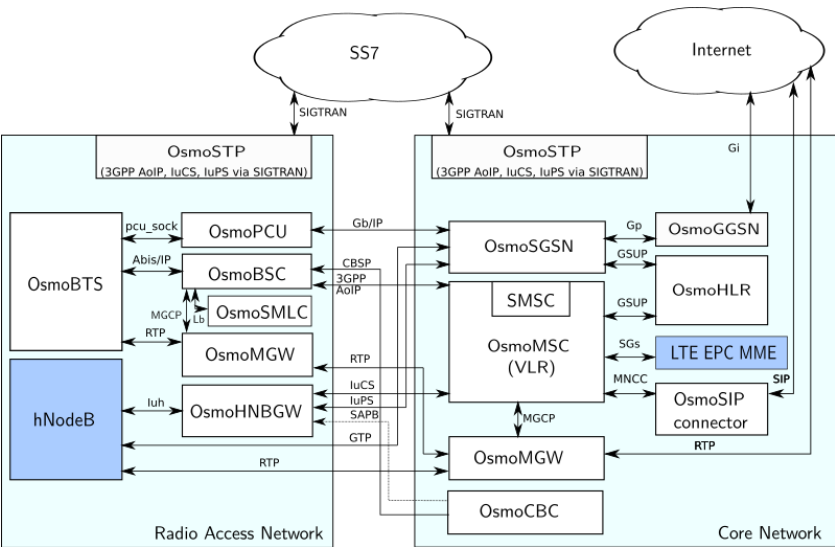 SS7
Internet
SIGTRAN
SIGTRAN
OsmoSTP
(3GPP AoIP, IuCS, IuPS via SIGTRAN)
OsmoSTP
(3GPP AoIP, IuCS, IuPS via SIGTRAN)
Gi
OsmoBTS
pcu_sock
OsmoPCU
Gb/IP
OsmoSGSN
Gp
OsmoGGSN
Abis/IP
OsmoBSC
CBSP
3GPP
AoIP
GSUP
OsmoHLR
MGCP
Lb
OsmoSMLC
SMSC
OsmoMSC
(VLR)
GSUP
RTP
OsmoMGW
RTP
SGs
LTE EPC MME
hNodeB
Iuh
OsmoHNBGW
IuCS
IuPS
SAPB
MNCC
OsmoSIP
connector
SIP
MGCP
GTP
RTP
OsmoMGW
RTP
OsmoCBC
Radio Access Network
Core Network